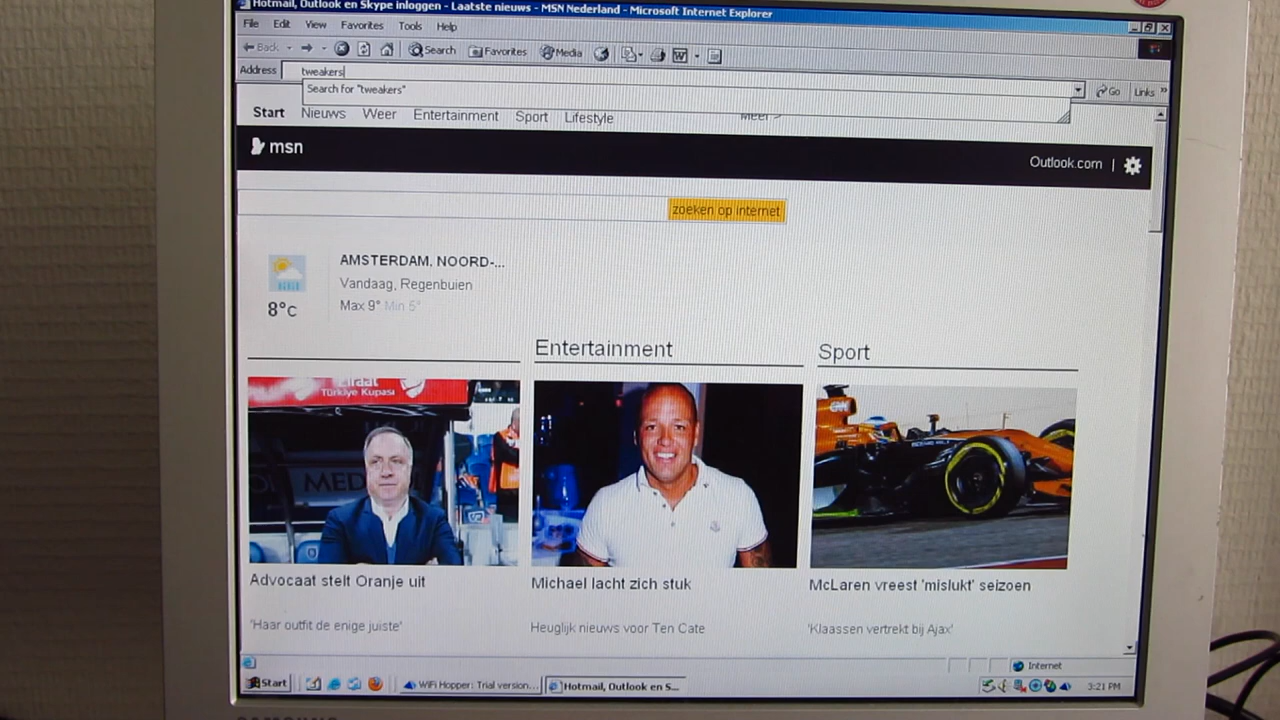 Hotmail, Outlook en Skype inloggen - Laatste nieuws - MSN Nederland - Microsoft Internet Explorer
File Edit View Favorites Tools Help
Back Search Favorites Media
Address tweakers
Search for "tweakers"
Go Links »
Start Nieuws Weer Entertainment Sport Lifestyle Meer >
msn
Outlook.com |
zoeken op internet
AMSTERDAM, NOORD-...
Vandaag, Regenbuien
8°C
Max 9° Min 5°
Entertainment
Sport
Ziraat
Türkiye Kupası
MED
Advocaat stelt Oranje uit
Michael lacht zich stuk
McLaren vreest 'mislukt' seizoen
'Haar outfit de enige juiste'
Heuglijk nieuws voor Ten Cate
'Klaassen vertrekt bij Ajax'
Internet
Start
WiFi Hopper: Trial version...
Hotmail, Outlook en S...
3:21 PM